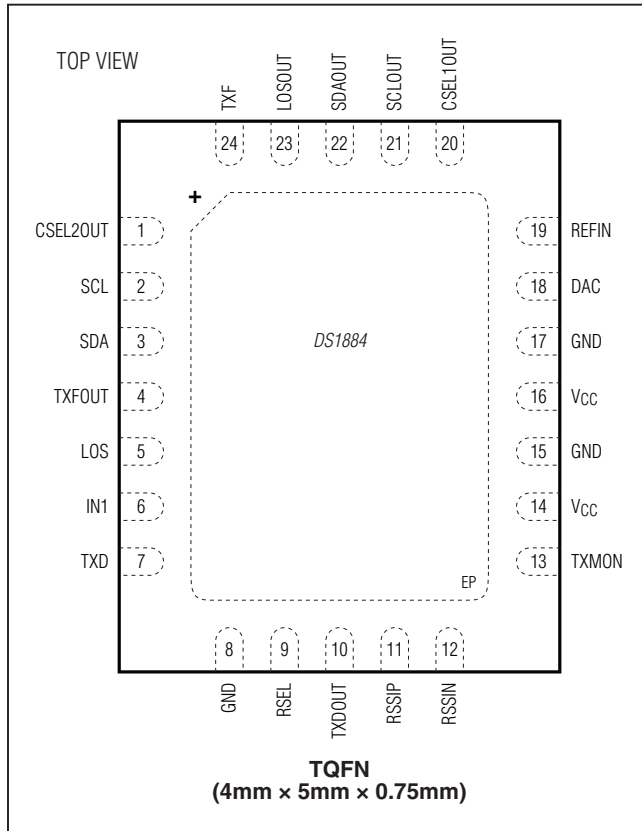 TOP VIEW
TXF
LOSOUT
SDAOUT
SCLOUT
CSEL1OUT
24
23
22
21
20
+
CSEL2OUT 1
SCL 2
SDA 3
TXFOUT 4
LOS 5
IN1 6
TXD 7
DS1884
19 REFIN
18 DAC
17 GND
16 VCC
15 GND
14 VCC
13 TXMON
EP
8
9
10
11
12
GND
RSEL
TXDOUT
RSSIP
RSSIN
TQFN
(4mm × 5mm × 0.75mm)